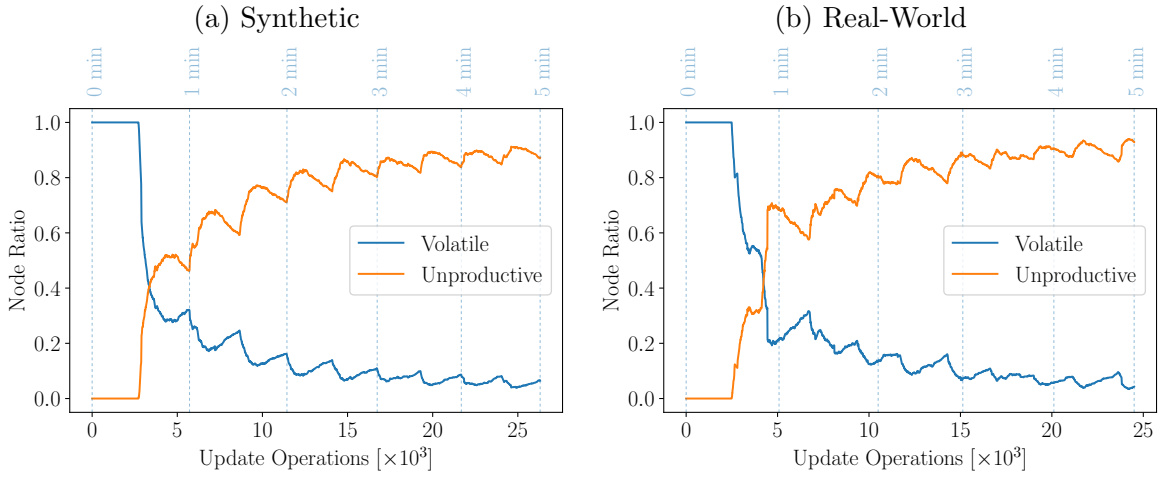 (a) Synthetic
0 min 1 min 2 min 3 min 4 min 5 min
1.0
0.8
0.6
0.4
0.2
0.0
Node Ratio
Volatile
Unproductive
0 5 10 15 20 25
Update Operations [×10³]
(b) Real-World
0 min 1 min 2 min 3 min 4 min 5 min
1.0
0.8
0.6
0.4
0.2
0.0
Node Ratio
Volatile
Unproductive
0 5 10 15 20 25
Update Operations [×10³]